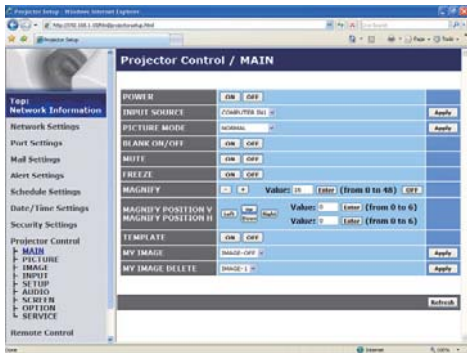 Projector Setup - Windows Internet Explorer
Projector Setup
Projector Control / MAIN
Top:
Network Information
Network Settings
Port Settings
Mail Settings
Alert Settings
Schedule Settings
Date/Time Settings
Security Settings
Projector Control
MAIN
PICTURE
IMAGE
INPUT
SETUP
AUDIO
SCREEN
OPTION
SERVICE
Remote Control
POWER ON OFF
INPUT SOURCE COMPUTER IN1 Apply
PICTURE MODE NORMAL Apply
BLANK ON/OFF ON OFF
MUTE ON OFF
FREEZE ON OFF
MAGNIFY - + Value: Enter (from 0 to 48) OFF
MAGNIFY POSITION V Left Up Right Value: 0 Enter (from 0 to 6)
MAGNIFY POSITION H Down Value: 0 Enter (from 0 to 6)
TEMPLATE ON OFF
MY IMAGE IMAGE-OFF Apply
MY IMAGE DELETE IMAGE-1 Apply
Refresh
Done Internet